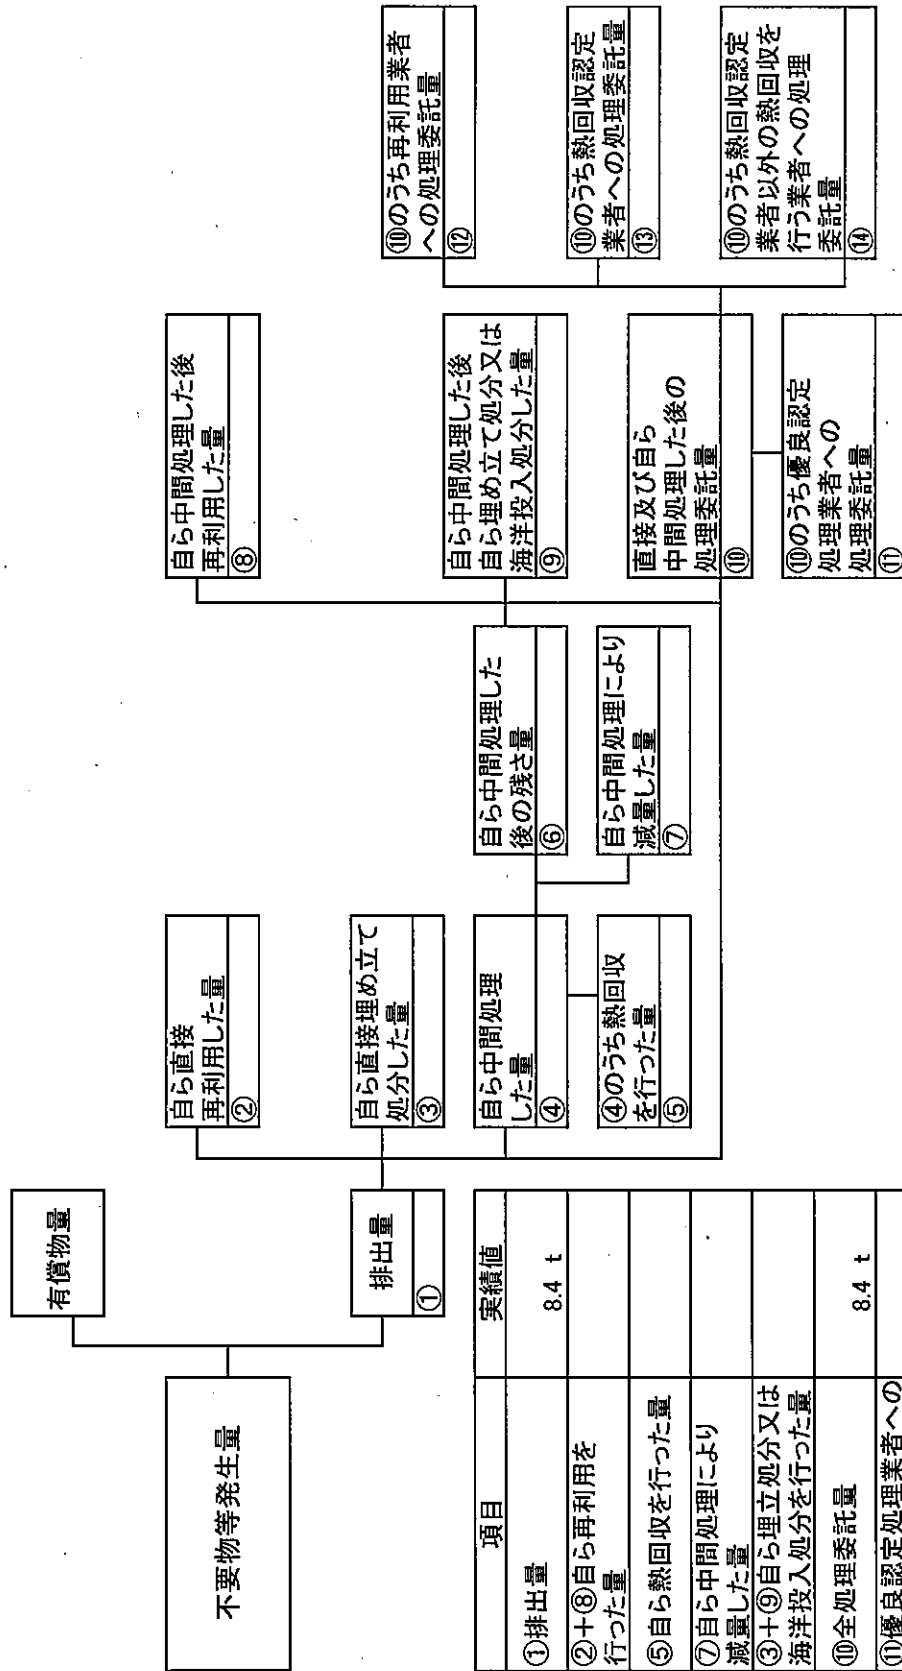 不要物等発生量
有償物量
排出量
①
自ら直接
再利用した量
②
自ら直接埋め立て
処分した量
③
自ら中間処理
した量
④
④のうち熱回収
を行った量
⑤
自ら中間処理した
後の残さ量
⑥
自ら中間処理により
減量した量
⑦
自ら中間処理した後
再利用した量
⑧
自ら中間処理した後
自ら埋め立て処分又は
海洋投入処分した量
⑨
直接及び自ら
中間処理した後の
処理委託量
⑩
⑩のうち優良認定
処理業者への
処理委託量
⑪
⑩のうち再利用業者
への処理委託量
⑫
⑩のうち熱回収認定
業者への処理委託量
⑬
⑩のうち熱回収認定
業者以外の熱回収を
行う業者への処理
委託量
⑭
項目 実績値
①排出量 8.4 t
②+⑧自ら再利用を
行った量
⑤自ら熱回収を行った量
⑦自ら中間処理により
減量した量
③+⑨自ら埋立処分又は
海洋投入処分を行った量
⑩全処理委託量 8.4 t
⑪優良認定処理業者への